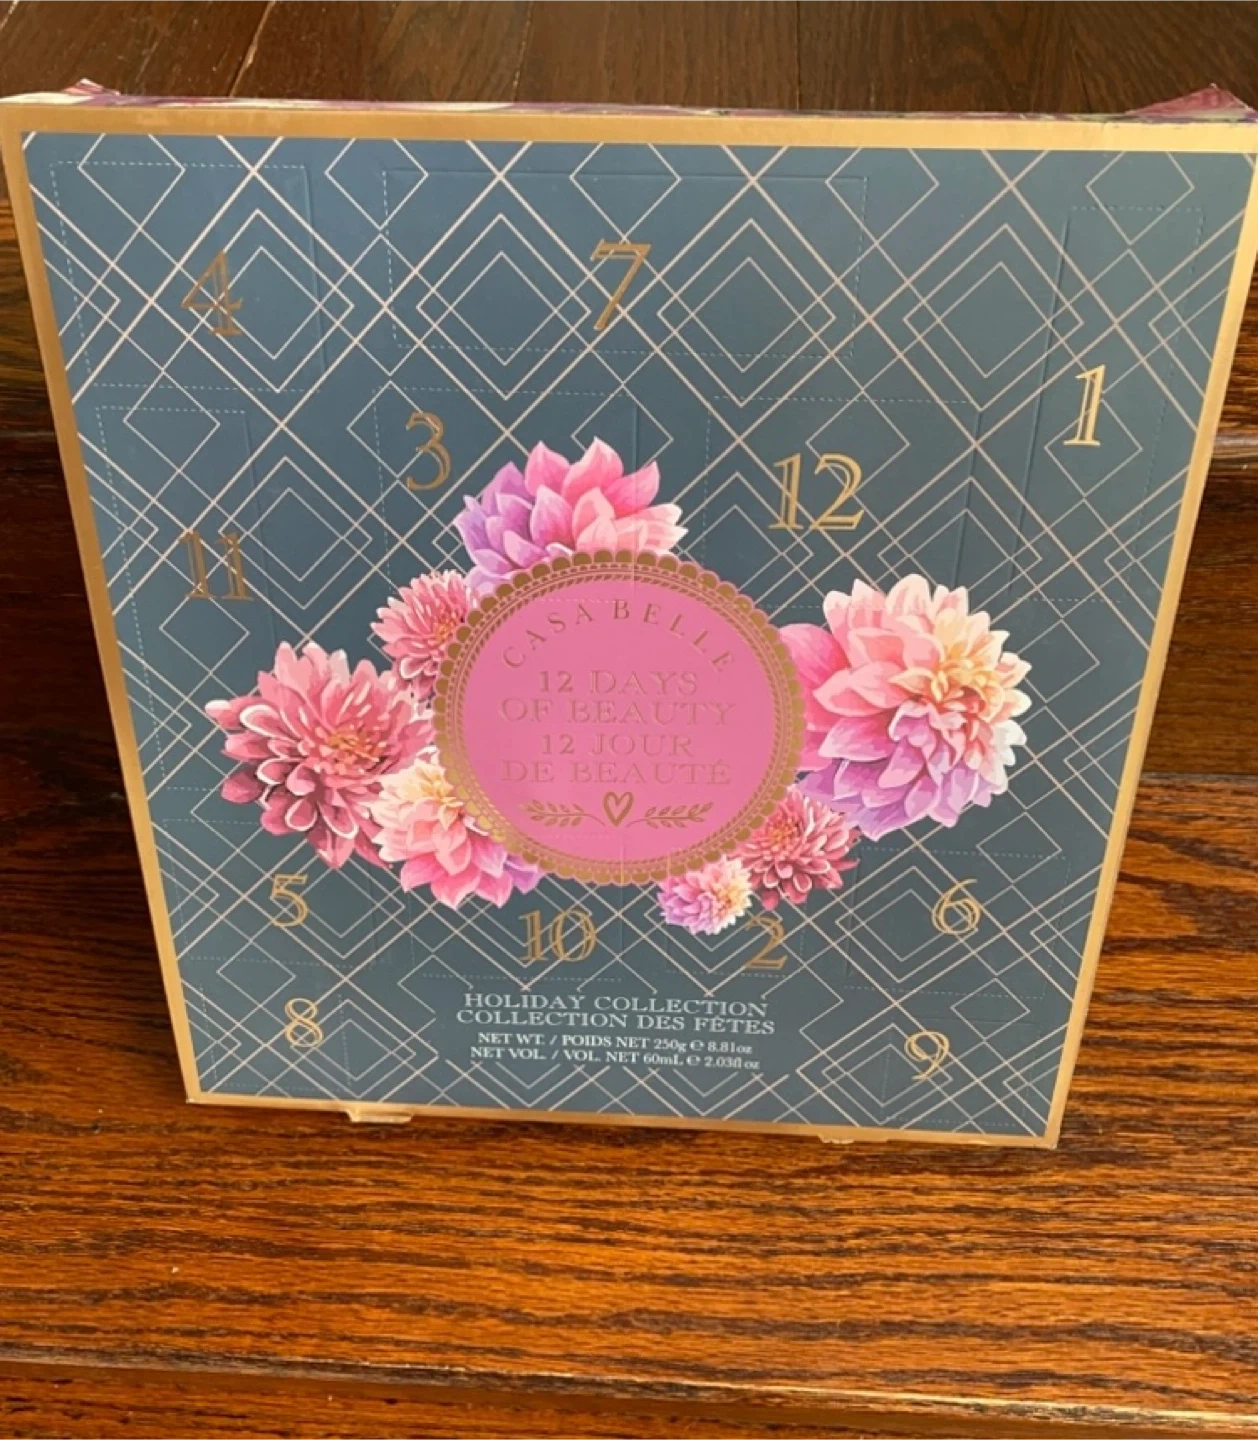 4
7
1
3
12
11
CASA BELLE
12 DAYS
OF BEAUTY
12 JOUR
DE BEAUTÉ
5
10
2
6
8
9
HOLIDAY COLLECTION
COLLECTION DES FÊTES
NET WT. / POIDS NET 250g ℮ 8.81oz
NET VOL. / VOL. NET 60mL ℮ 2.03fl oz